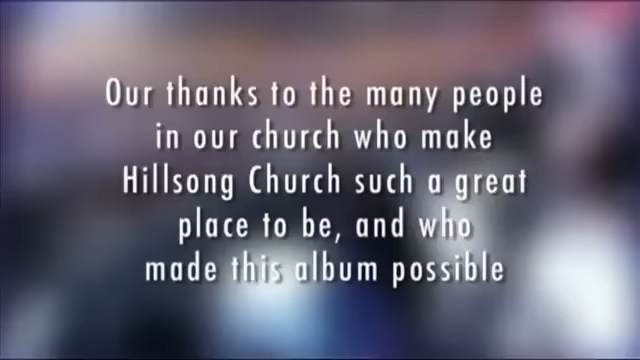 Our thanks to the many people
in our church who make
Hillsong Church such a great
place to be, and who
made this album possible